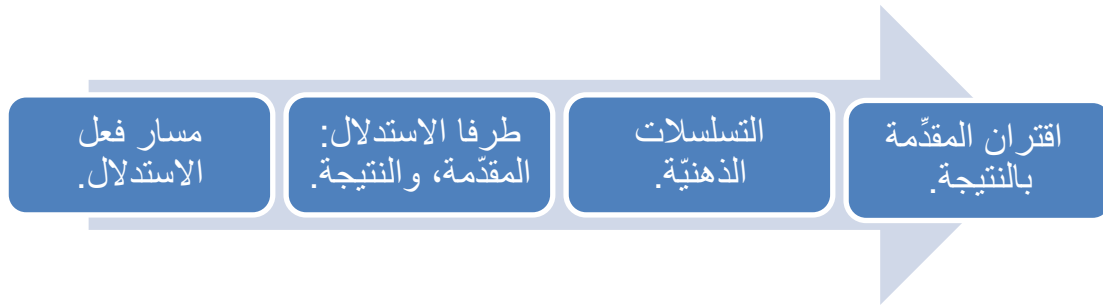 مسار فعل
الاستدلال.
طرفا الاستدلال:
المقدّمة، والنتيجة.
التسلسلات
الذهنيّة.
اقتران المقدِّمة
بالنتيجة.